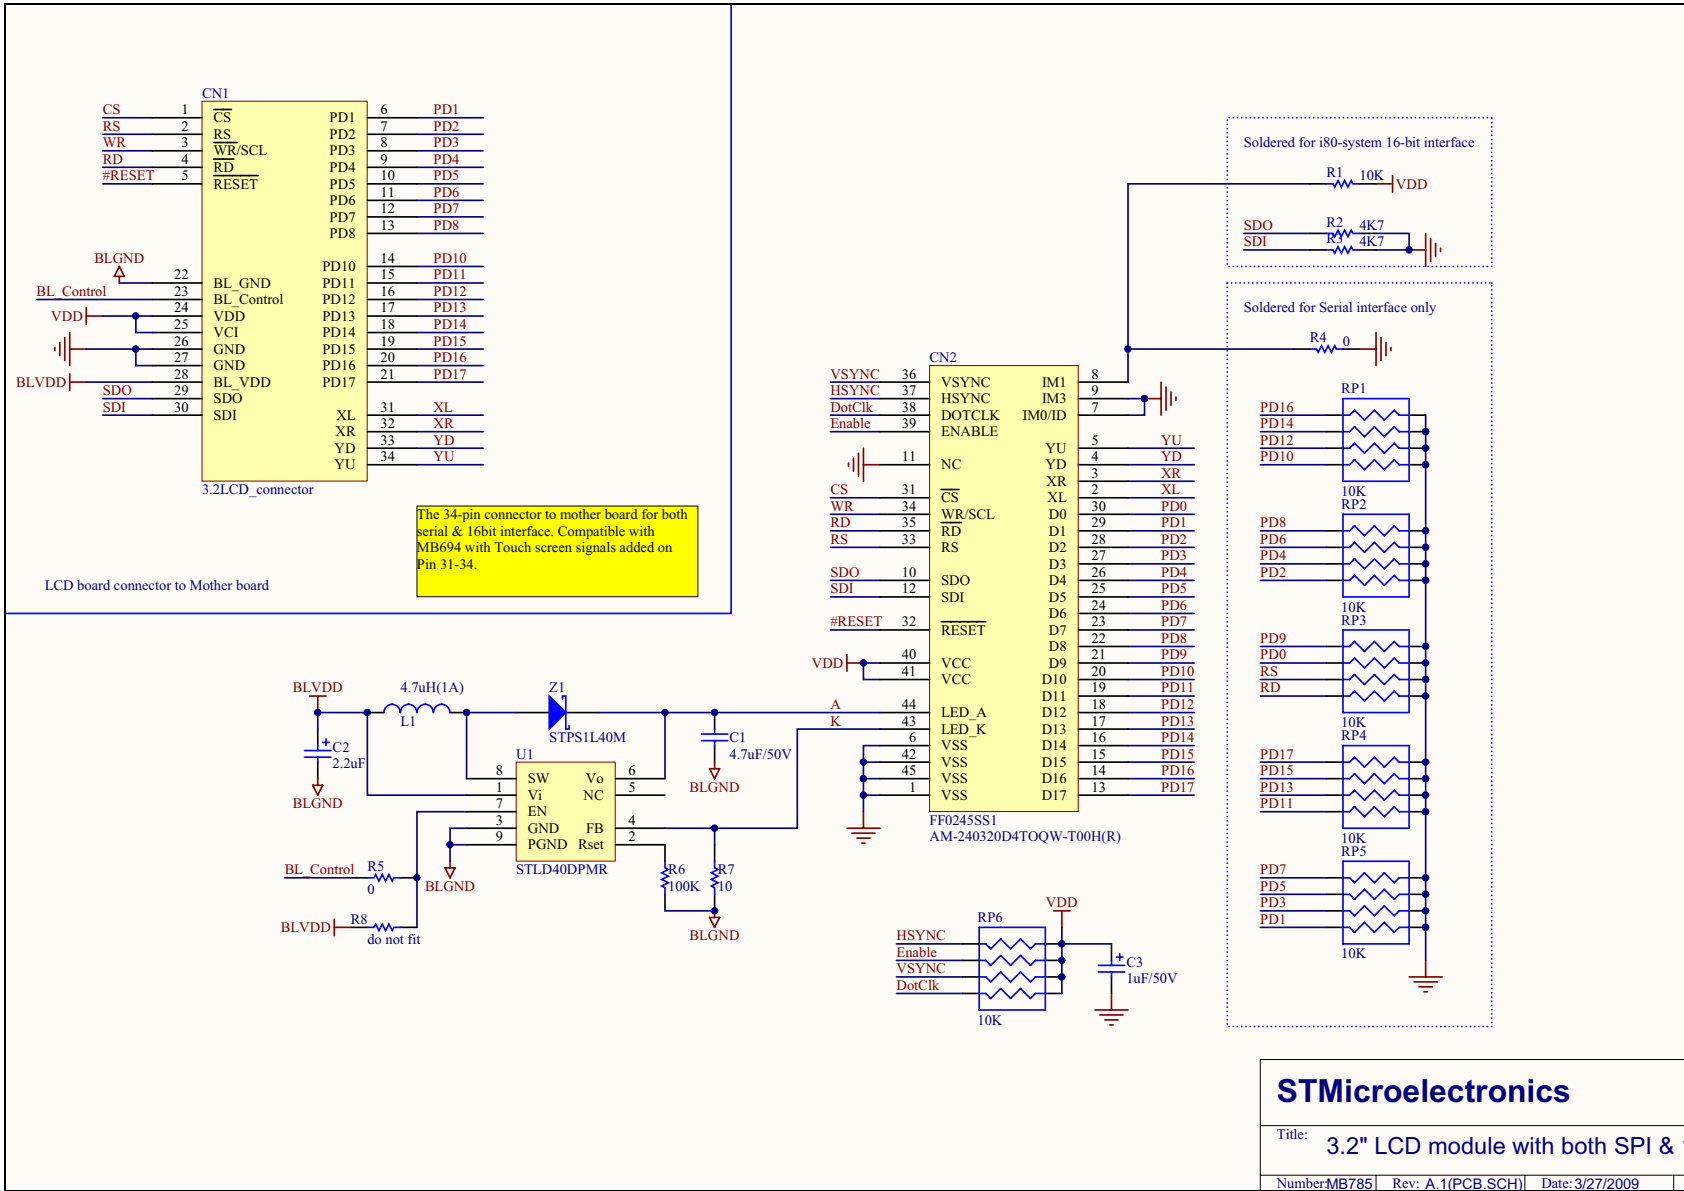 CN1
CS 1 CS PD1 6 PD1
RS 2 RS PD2 7 PD2
WR 3 WR/SCL PD3 8 PD3
RD 4 RD PD4 9 PD4
#RESET 5 RESET PD5 10 PD5
PD6 11 PD6
PD7 12 PD7
PD8 13 PD8
BLGND
PD10 14 PD10
22 BL_GND PD11 15 PD11
BL_Control 23 BL_Control PD12 16 PD12
VDD 24 VDD PD13 17 PD13
25 VCI PD14 18 PD14
26 GND PD15 19 PD15
27 GND PD16 20 PD16
BLVDD 28 BL_VDD PD17 21 PD17
SDO 29 SDO
SDI 30 SDI XL 31 XL
XR 32 XR
YD 33 YD
YU 34 YU
3.2LCD_connector
The 34-pin connector to mother board for both
serial & 16bit interface. Compatible with
MB694 with Touch screen signals added on
Pin 31-34.
LCD board connector to Mother board
Soldered for i80-system 16-bit interface
R1 10K VDD
SDO R2 4K7
SDI R3 4K7
Soldered for Serial interface only
R4 0
CN2
VSYNC 36 VSYNC IM1 8
HSYNC 37 HSYNC IM3 9
DotClk 38 DOTCLK IM0/ID 7
Enable 39 ENABLE
YU 5 YU
11 NC YD 4 YD
XR 3 XR
CS 31 CS XL 2 XL
WR 34 WR/SCL D0 30 PD0
RD 35 RD D1 29 PD1
RS 33 RS D2 28 PD2
D3 27 PD3
SDO 10 SDO D4 26 PD4
SDI 12 SDI D5 25 PD5
D6 24 PD6
#RESET 32 RESET D7 23 PD7
D8 22 PD8
VDD 40 VCC D9 21 PD9
41 VCC D10 20 PD10
D11 19 PD11
A 44 LED_A D12 18 PD12
K 43 LED_K D13 17 PD13
6 VSS D14 16 PD14
42 VSS D15 15 PD15
45 VSS D16 14 PD16
1 VSS D17 13 PD17
FF0245SS1
AM-240320D4TOQW-T00H(R)
RP1
PD16
PD14
PD12
PD10
10K
RP2
PD8
PD6
PD4
PD2
10K
RP3
PD9
PD0
RS
RD
10K
RP4
PD17
PD15
PD13
PD11
10K
RP5
PD7
PD5
PD3
PD1
10K
BLVDD 4.7uH(1A) Z1
L1
STPS1L40M
C2
2.2uF
BLGND
C1
4.7uF/50V
BLGND
U1
8 SW Vo 6
1 Vi NC 5
7 EN
3 GND FB 4
9 PGND Rset 2
STLD40DPMR
BLGND
BL_Control R5
0
BLVDD R8
do not fit
R6
100K
R7
10
BLGND
VDD
RP6
HSYNC
Enable
VSYNC
DotClk
10K
C3
1uF/50V
STMicroelectronics
Title: 3.2" LCD module with both SPI &
Number:MB785 Rev: A.1(PCB.SCH) Date:3/27/2009